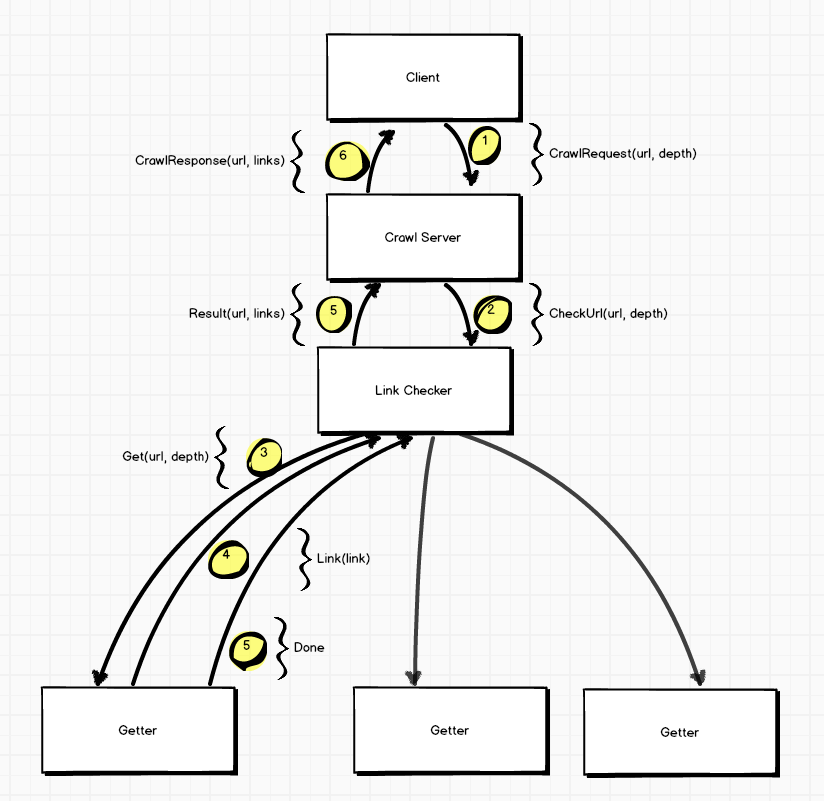 Client
CrawlResponse(url, links)
6
1
CrawlRequest(url, depth)
Crawl Server
Result(url, links)
5
2
CheckUrl(url, depth)
Link Checker
Get(url, depth)
3
4
Link(link)
5
Done
Getter
Getter
Getter